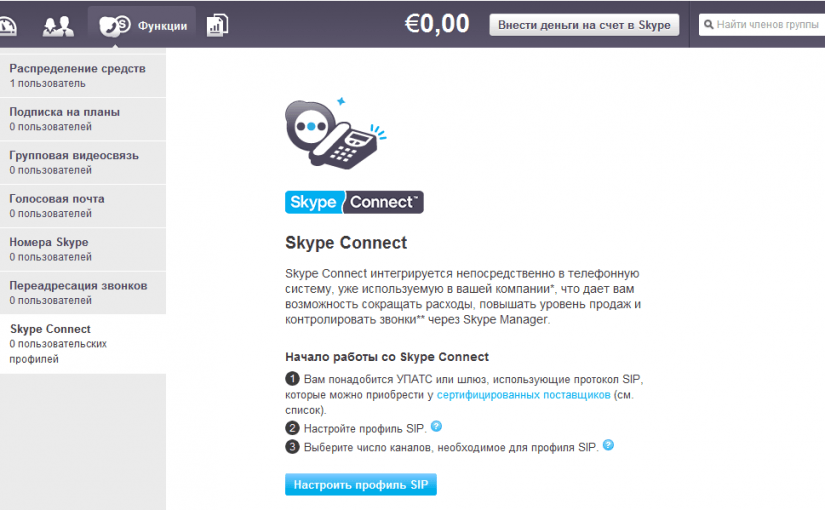 Функции
€0,00
Внести деньги на счет в Skype
Найти членов группы
Распределение средств
1 пользователь
Подписка на планы
0 пользователей
Групповая видеосвязь
0 пользователей
Голосовая почта
0 пользователей
Номера Skype
0 пользователей
Переадресация звонков
0 пользователей
Skype Connect
0 пользовательских
профилей
Skype Connect™
Skype Connect
Skype Connect интегрируется непосредственно в телефонную
систему, уже используемую в вашей компании*, что дает вам
возможность сокращать расходы, повышать уровень продаж и
контролировать звонки** через Skype Manager.
Начало работы со Skype Connect
1 Вам понадобится УПАТС или шлюз, использующие протокол SIP,
которые можно приобрести у сертифицированных поставщиков (см.
список).
2 Настройте профиль SIP. ?
3 Выберите число каналов, необходимое для профиля SIP. ?
Настроить профиль SIP